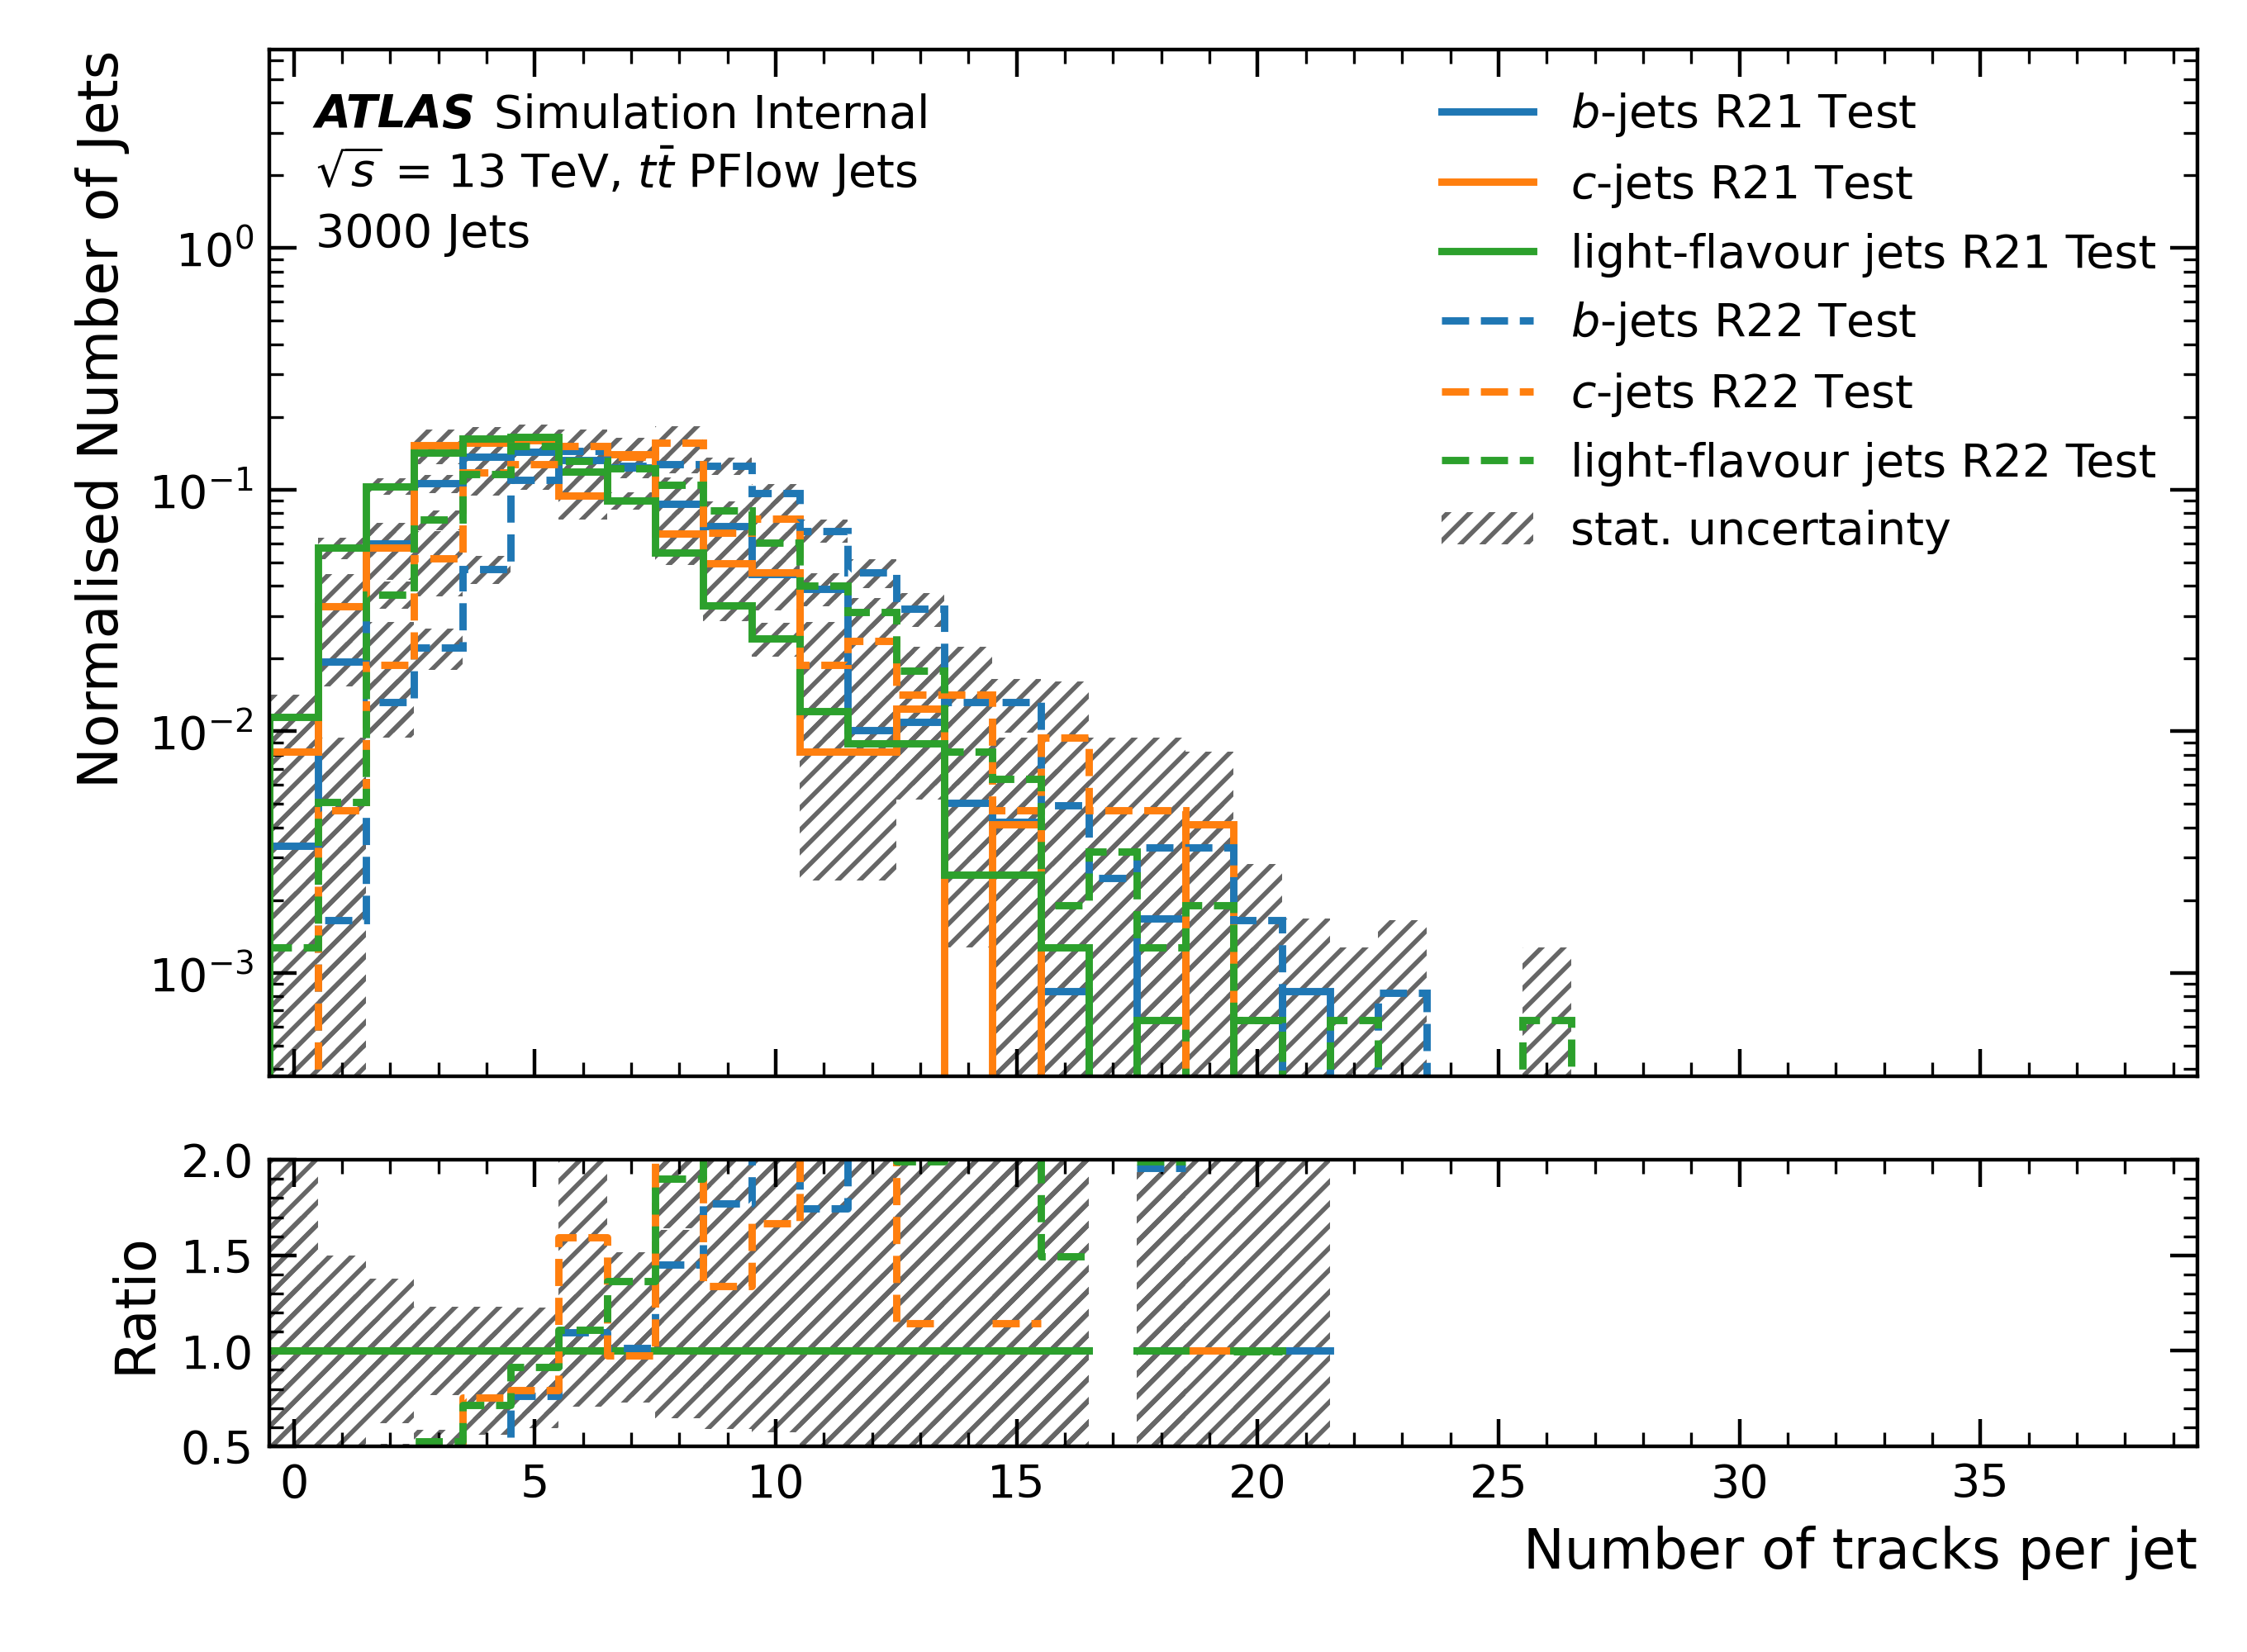 Normalised Number of Jets
ATLAS Simulation Internal
√s = 13 TeV, tt̄ PFlow Jets
3000 Jets
b-jets R21 Test
c-jets R21 Test
light-flavour jets R21 Test
b-jets R22 Test
c-jets R22 Test
light-flavour jets R22 Test
stat. uncertainty
10⁰
10⁻¹
10⁻²
10⁻³
Ratio
2.0
1.5
1.0
0.5
0 5 10 15 20 25 30 35
Number of tracks per jet